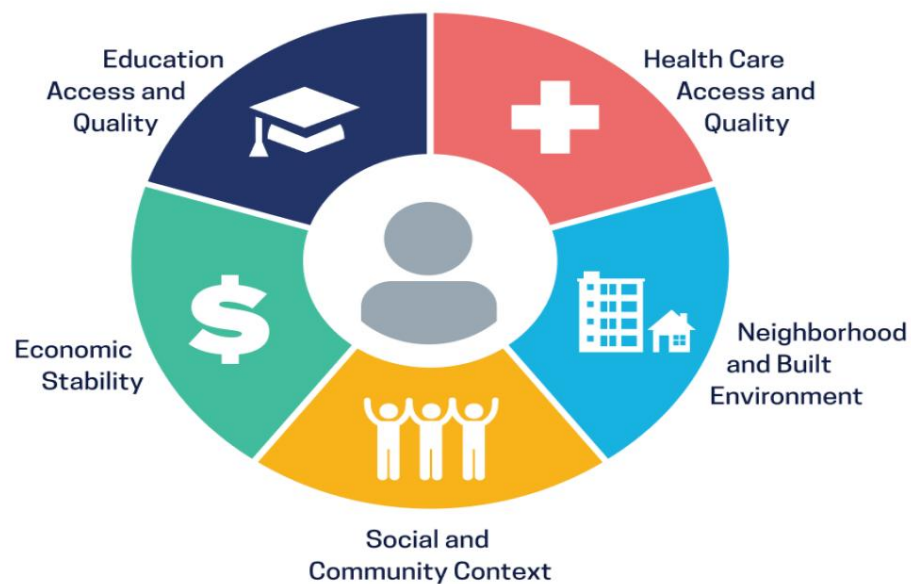 Education
Access and
Quality
Health Care
Access and
Quality
Economic
Stability
Neighborhood
and Built
Environment
Social and
Community Context